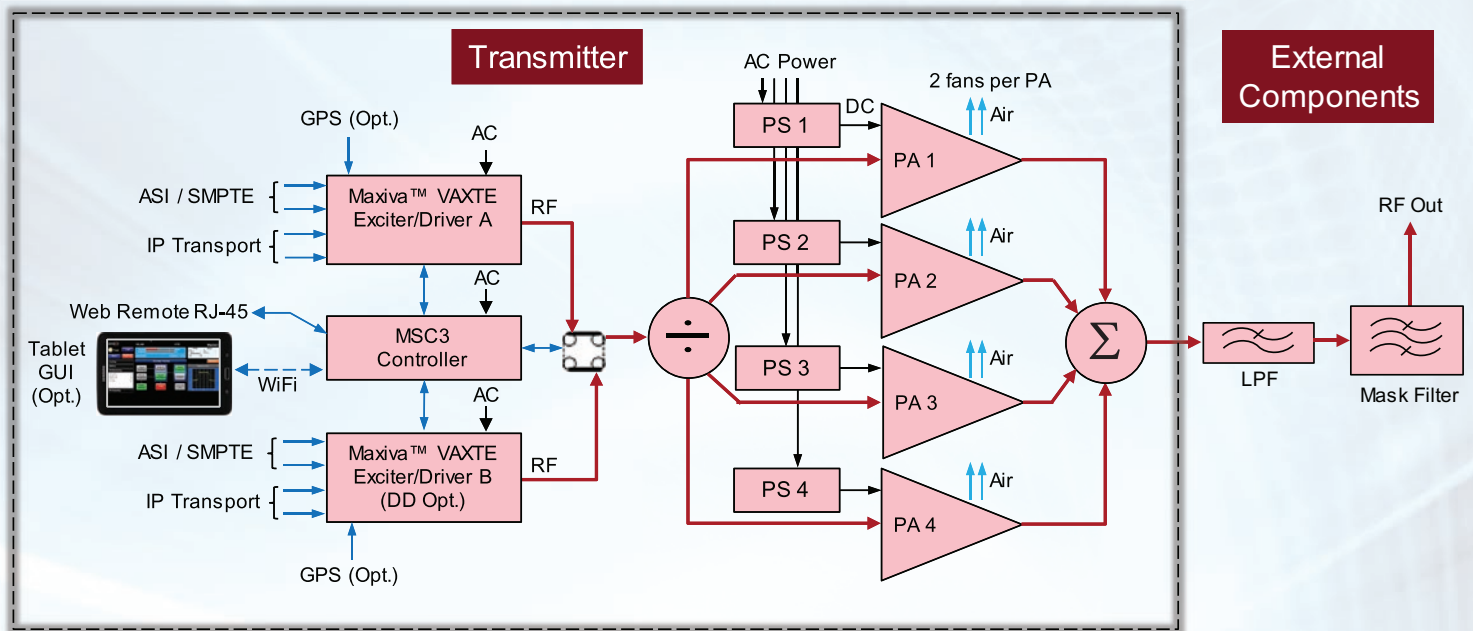 Transmitter
External
Components
AC Power
2 fans per PA
GPS (Opt.)
AC
DC
Air
PS 1
PA 1
ASI / SMPTE
Maxiva™ VAXTE
Exciter/Driver A
RF
IP Transport
RF Out
PS 2
Air
PA 2
AC
Web Remote RJ-45
MSC3
Controller
Tablet
GUI
(Opt.)
WiFi
÷
Σ
PS 3
Air
PA 3
LPF
Mask Filter
AC
ASI / SMPTE
Maxiva™ VAXTE
Exciter/Driver B
(DD Opt.)
RF
IP Transport
PS 4
Air
PA 4
GPS (Opt.)